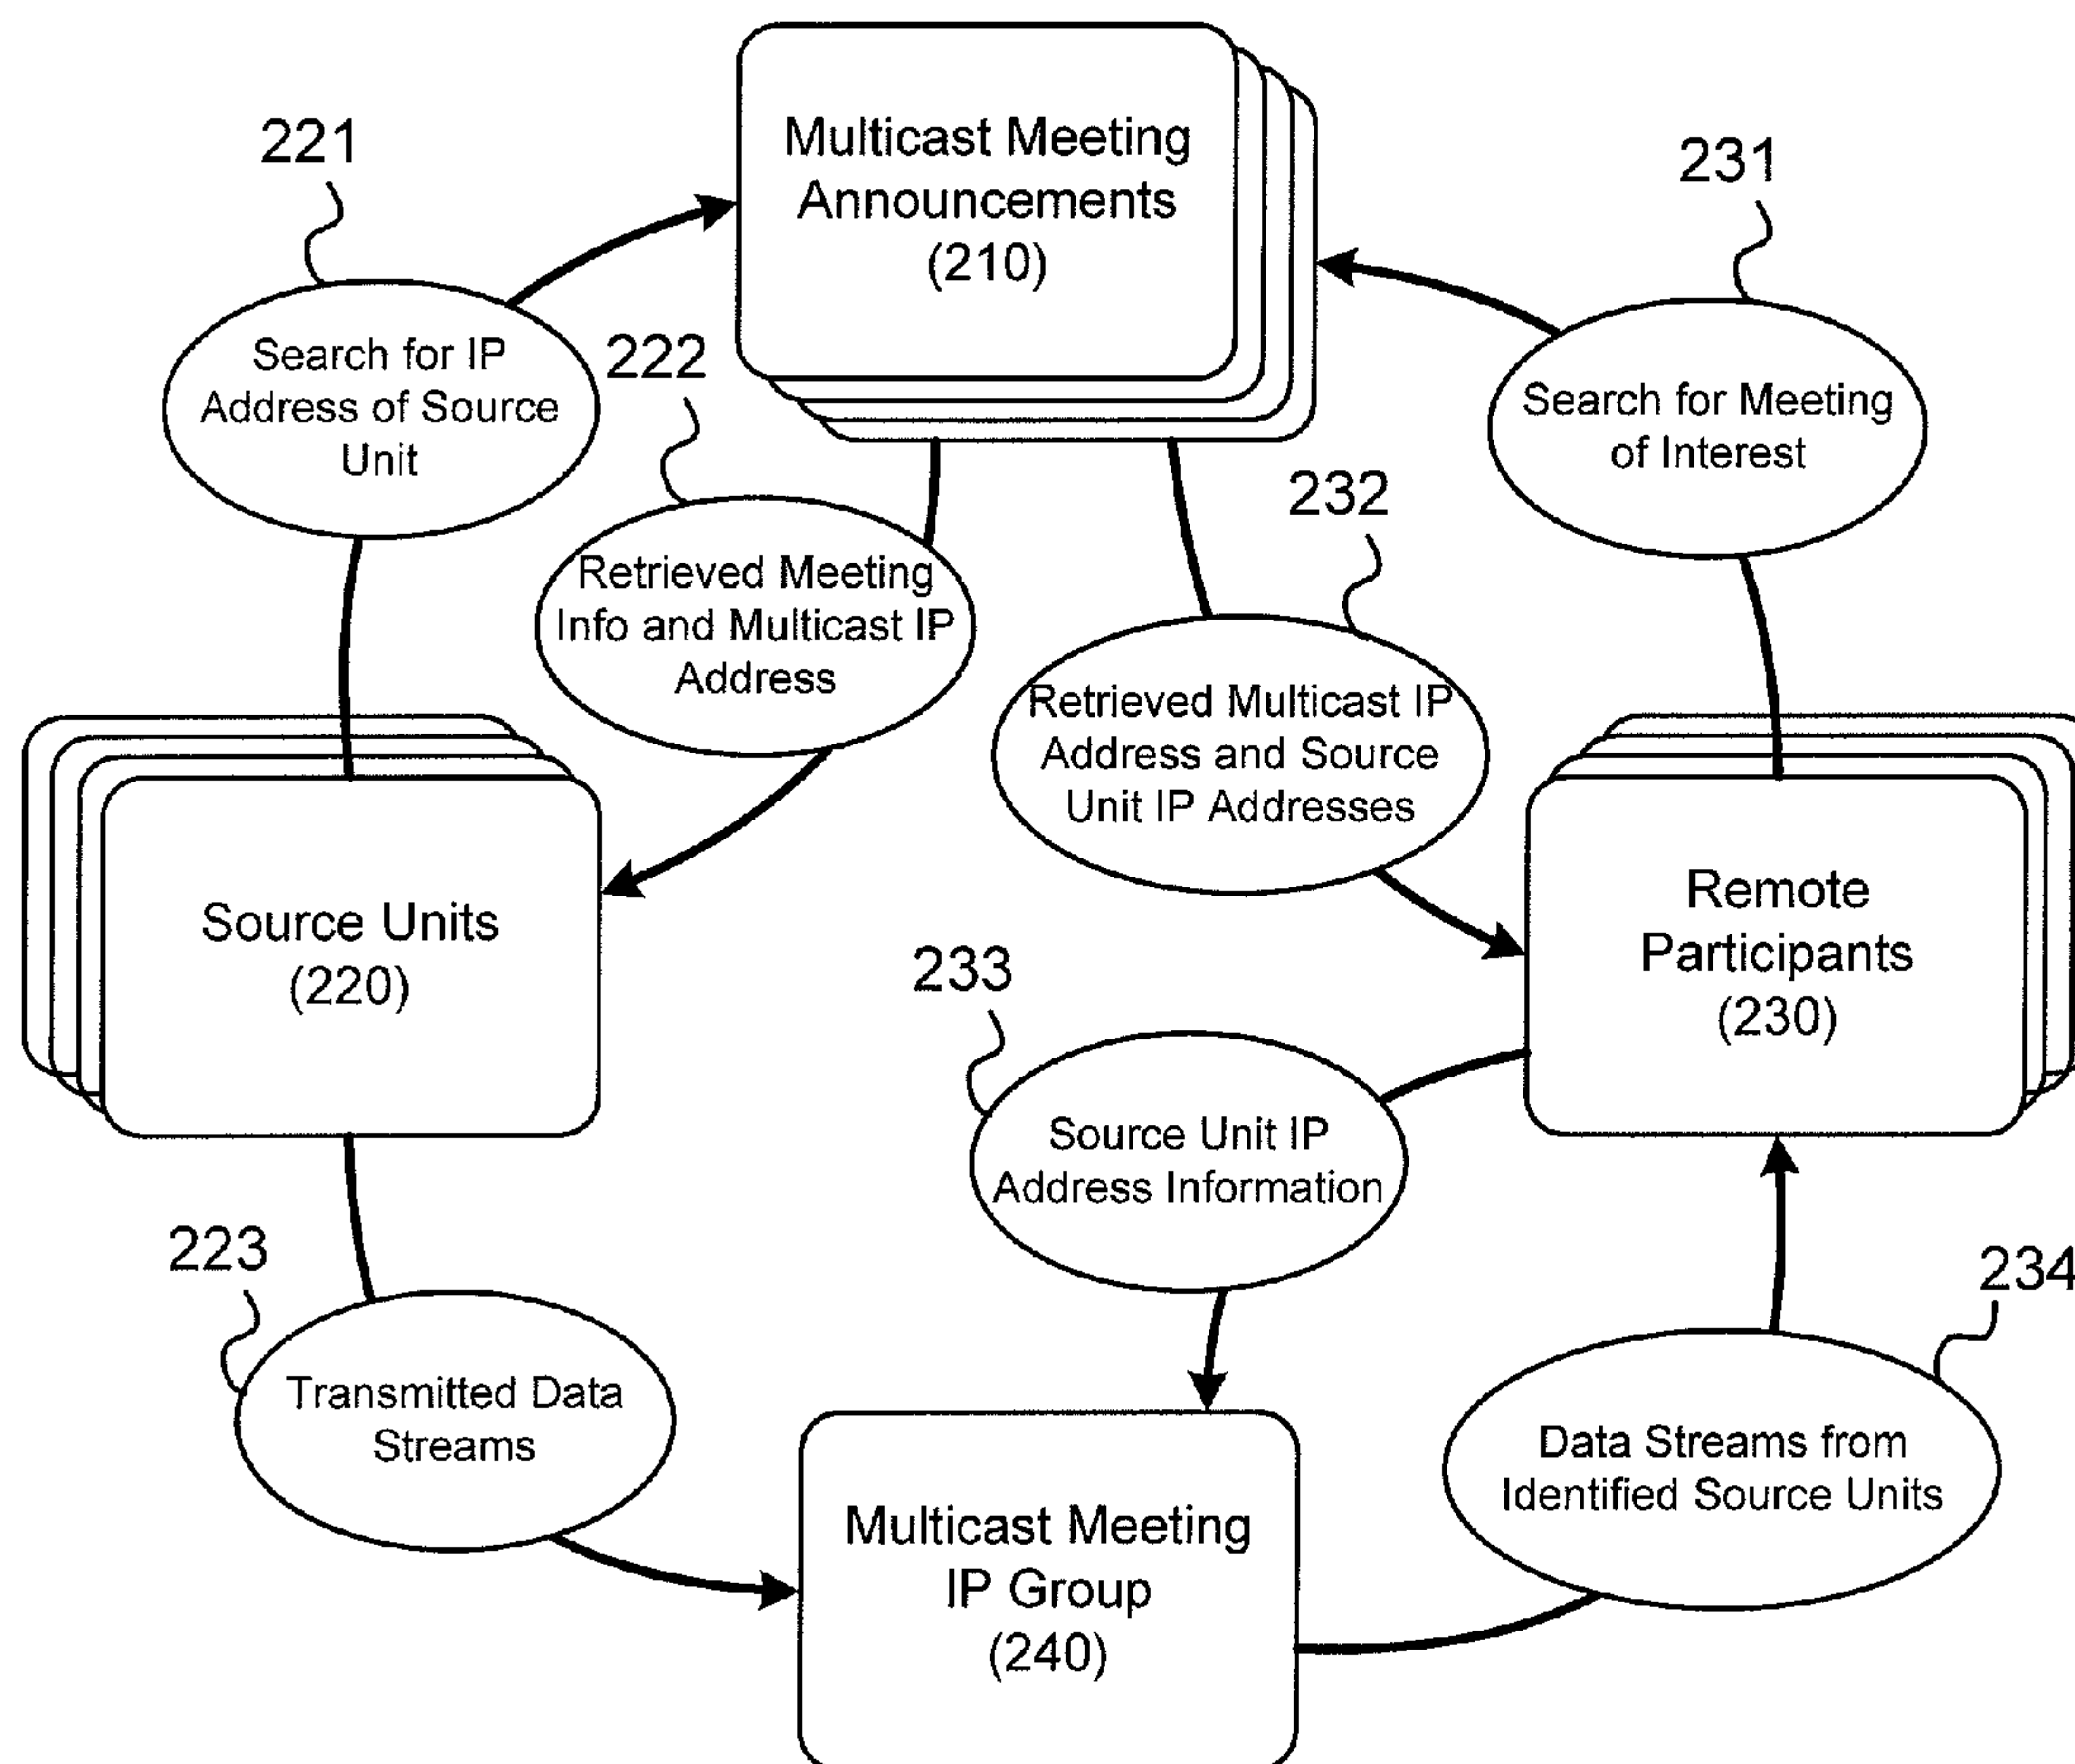 221
Multicast Meeting
Announcements
(210)
231
Search for IP
Address of Source
Unit
222
Search for Meeting
of Interest
232
Retrieved Meeting
Info and Multicast IP
Address
Retrieved Multicast IP
Address and Source
Unit IP Addresses
Source Units
(220)
Remote
Participants
(230)
233
Source Unit IP
Address Information
223
234
Transmitted Data
Streams
Data Streams from
Identified Source Units
Multicast Meeting
IP Group
(240)